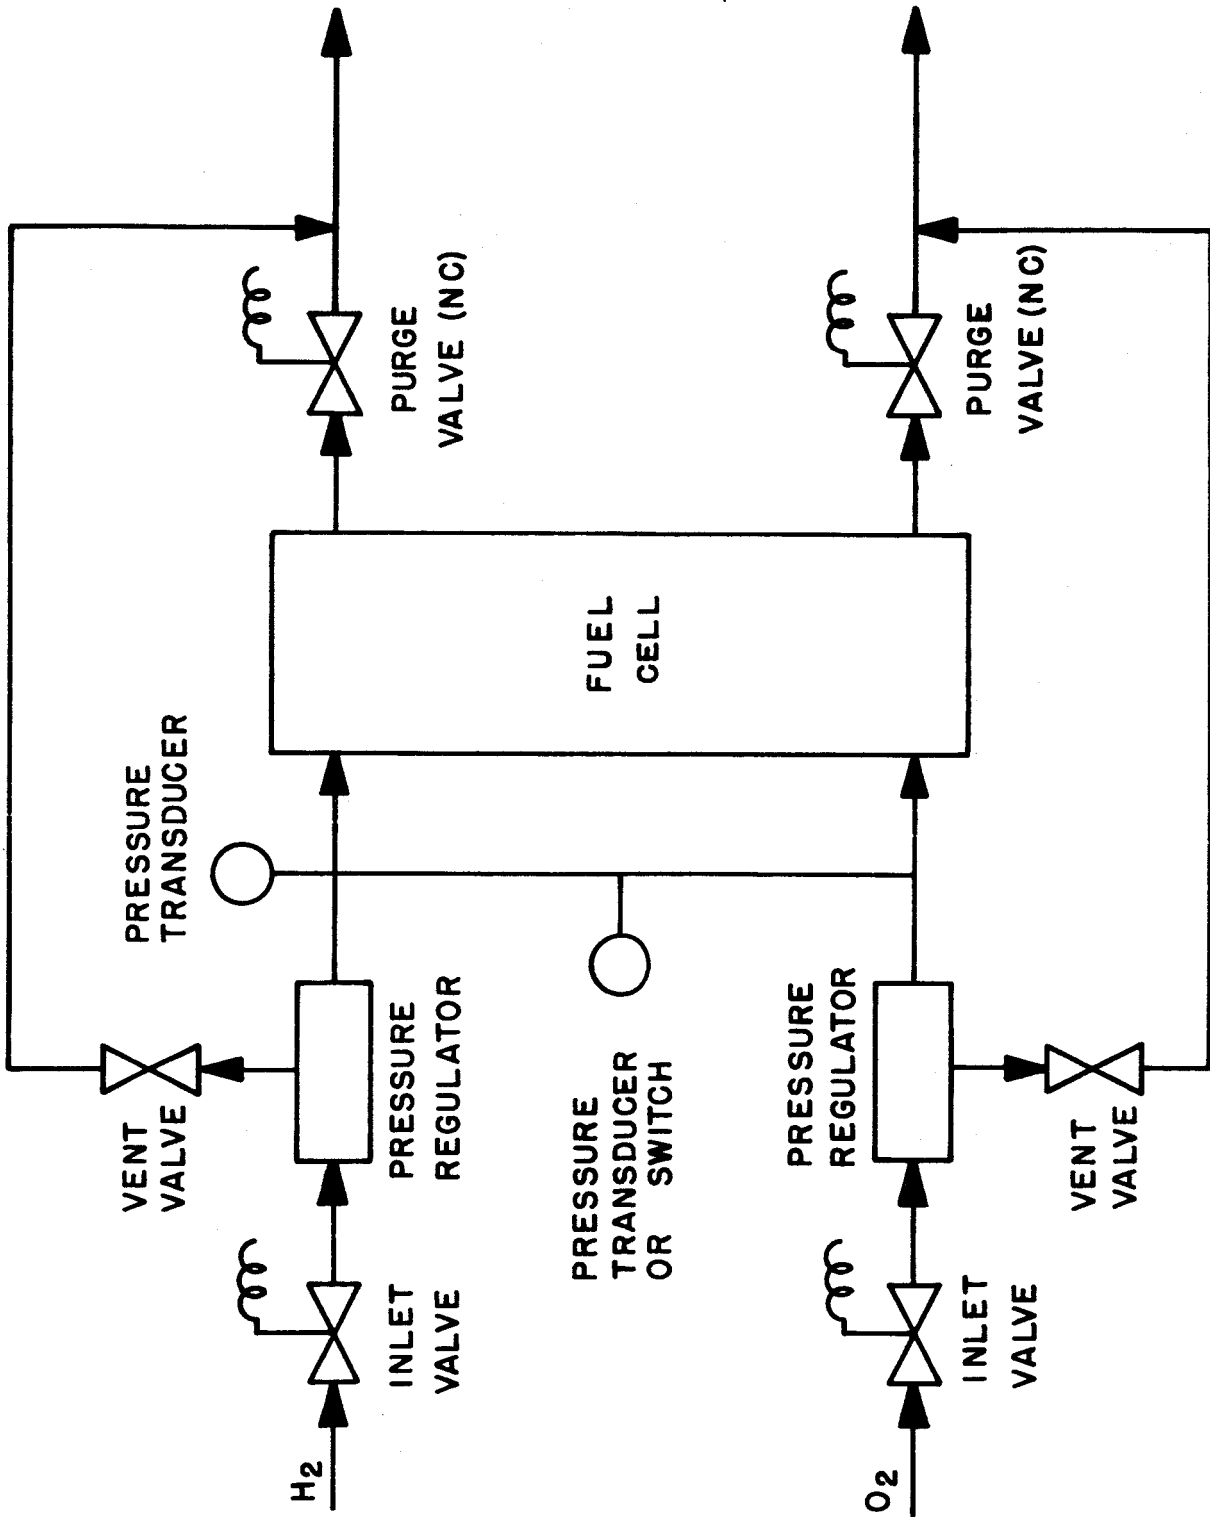 H2
INLET
VALVE
VENT
VALVE
PRESSURE
REGULATOR
PRESSURE
TRANSDUCER
PRESSURE
TRANSDUCER
OR SWITCH
FUEL
CELL
PURGE
VALVE (NC)
O2
INLET
VALVE
PRESSURE
REGULATOR
VENT
VALVE
PURGE
VALVE (NC)